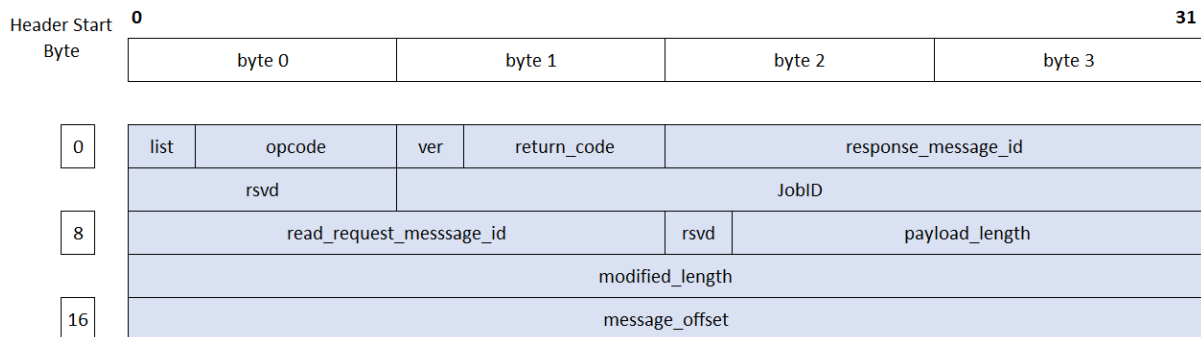 Header Start
Byte
0 31
byte 0 byte 1 byte 2 byte 3
0 list opcode ver return_code response_message_id
rsvd JobID
8 read_request_messsage_id rsvd payload_length
modified_length
16 message_offset